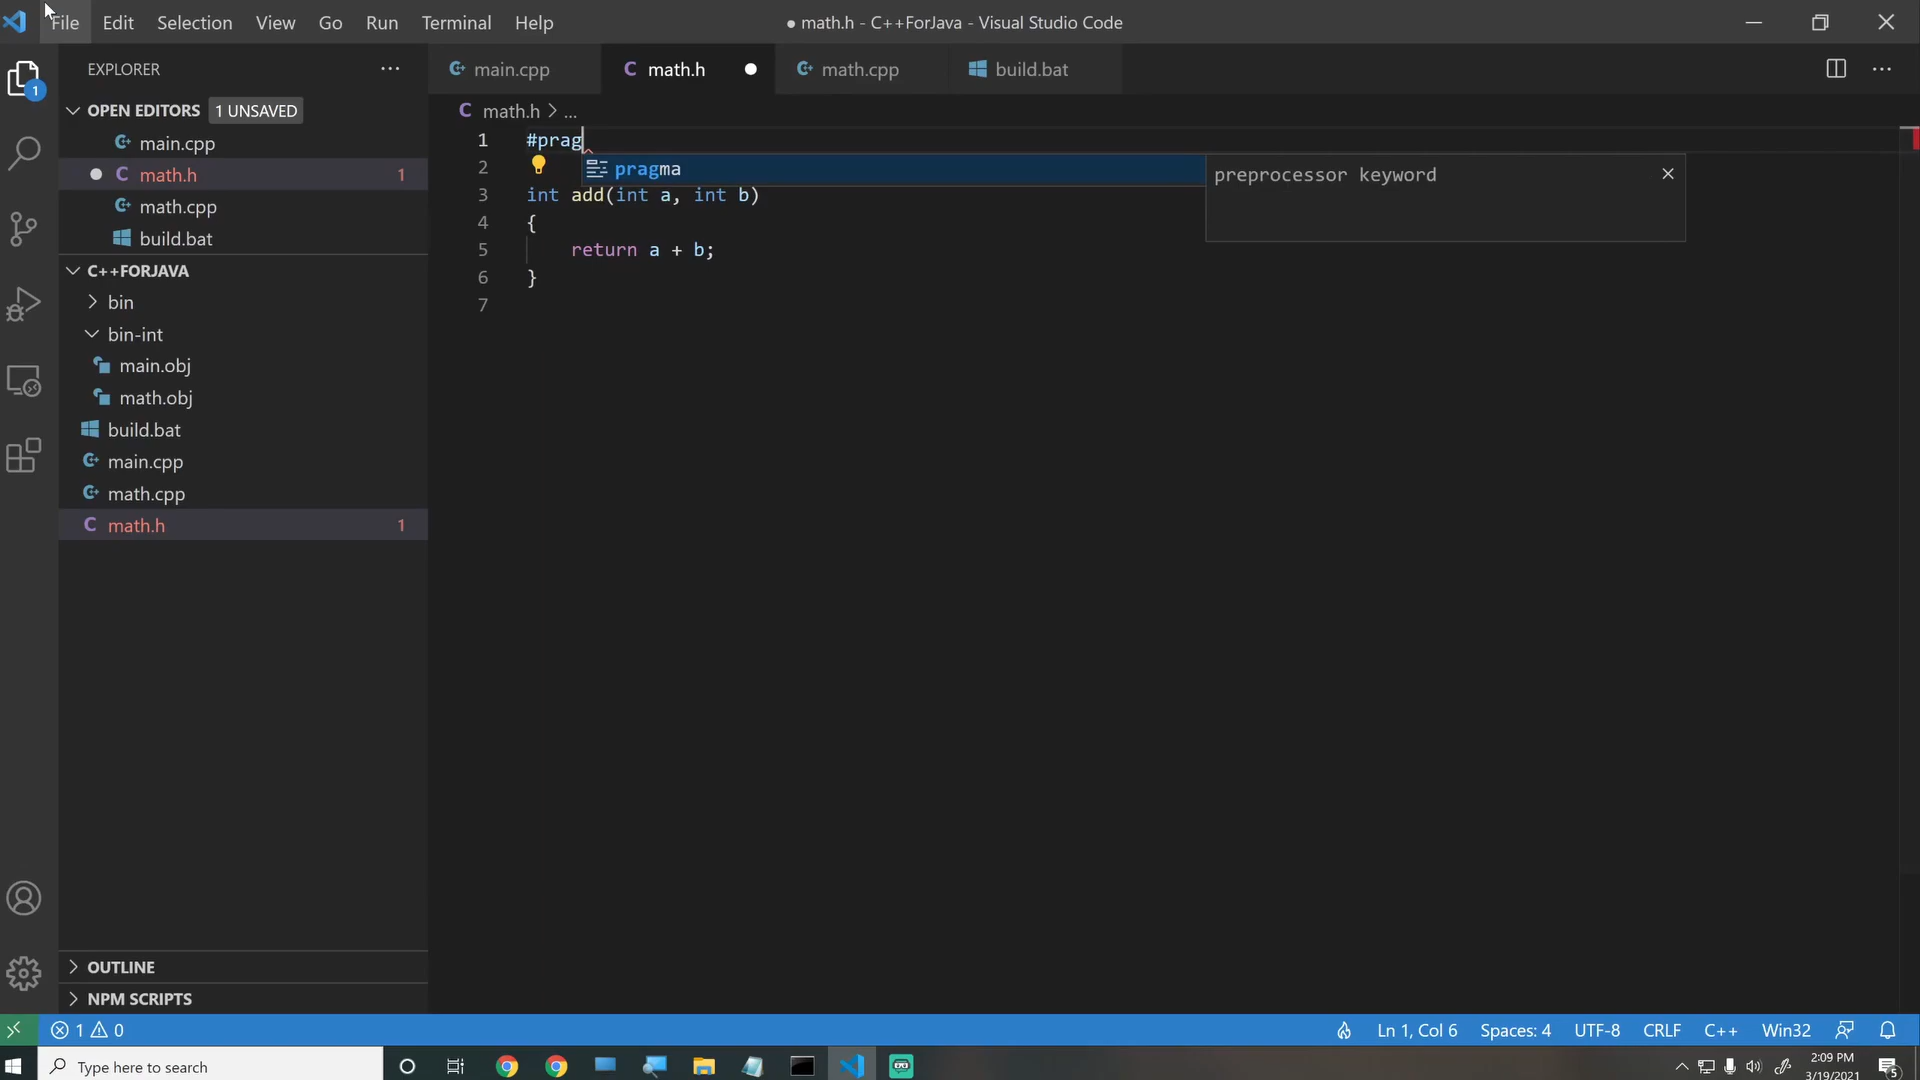 File Edit Selection View Go Run Terminal Help
● math.h - C++ForJava - Visual Studio Code
EXPLORER
OPEN EDITORS 1 UNSAVED
main.cpp
math.h 1
math.cpp
build.bat
C++FORJAVA
bin
bin-int
main.obj
math.obj
build.bat
main.cpp
math.cpp
math.h 1
OUTLINE
NPM SCRIPTS
main.cpp math.h math.cpp build.bat
math.h > ...
1 #prag
pragma
preprocessor keyword
2
3 int add(int a, int b)
4 {
5 return a + b;
6 }
7
1 0
Ln 1, Col 6 Spaces: 4 UTF-8 CRLF C++ Win32
Type here to search
2:09 PM
3/19/2021
5
1